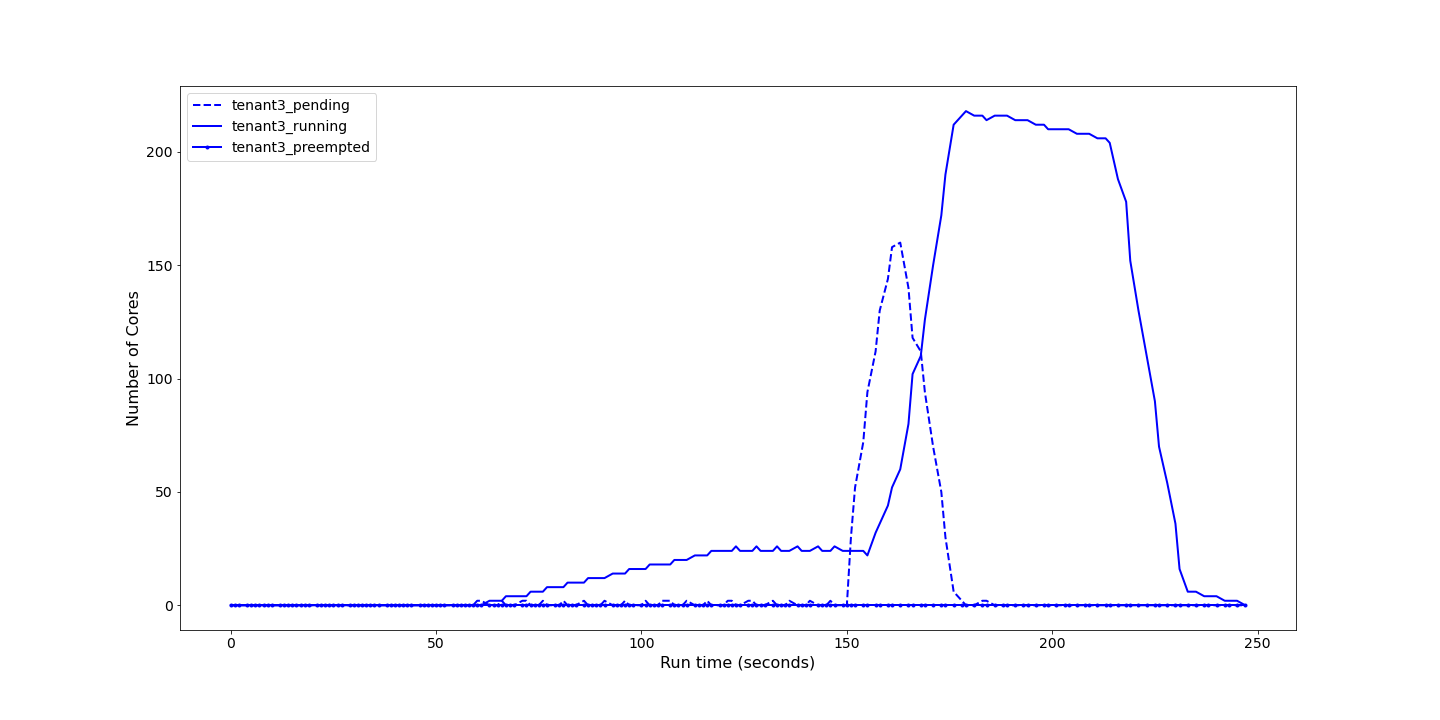 tenant3_pending
tenant3_running
tenant3_preempted
200
150
100
50
0
Number of Cores
0 50 100 150 200 250
Run time (seconds)